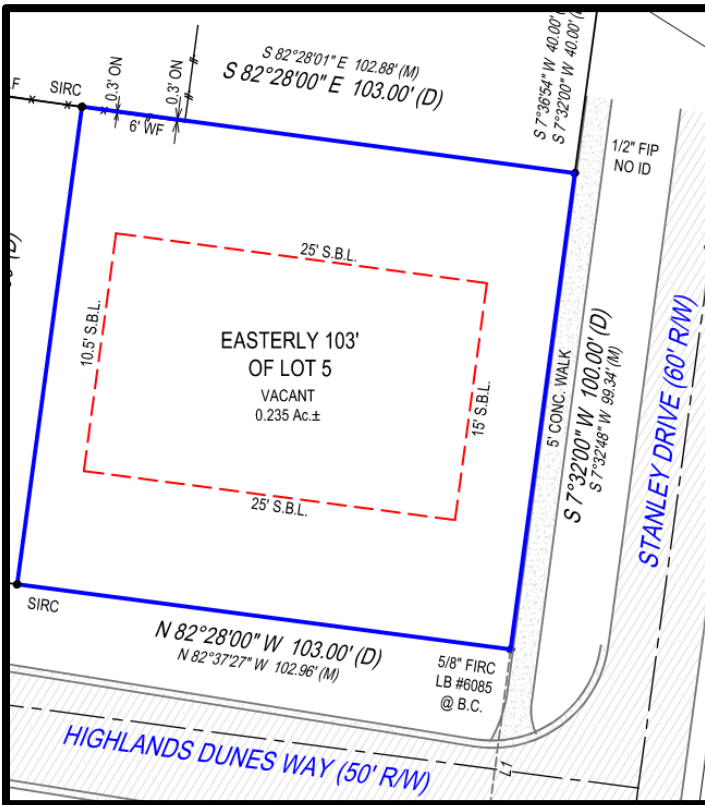 S 82°28'01" E 102.88' (M)
S 82°28'00" E 103.00' (D)
S 7°36'54" W 40.00'
S 7°32'00" W 40.00' (
SIRC
0.3' ON
0.3' ON
6' WF
1/2" FIP
NO ID
25' S.B.L.
10.5' S.B.L.
EASTERLY 103'
OF LOT 5
VACANT
0.235 Ac.±
15' S.B.L.
25' S.B.L.
5' CONC. WALK
S 7°32'00" W 100.00' (D)
S 7°32'48" W 99.34' (M)
STANLEY DRIVE (60' R/W)
SIRC
N 82°28'00" W 103.00' (D)
N 82°37'27" W 102.96' (M)
5/8" FIRC
LB #6085
@ B.C.
HIGHLANDS DUNES WAY (50' R/W)